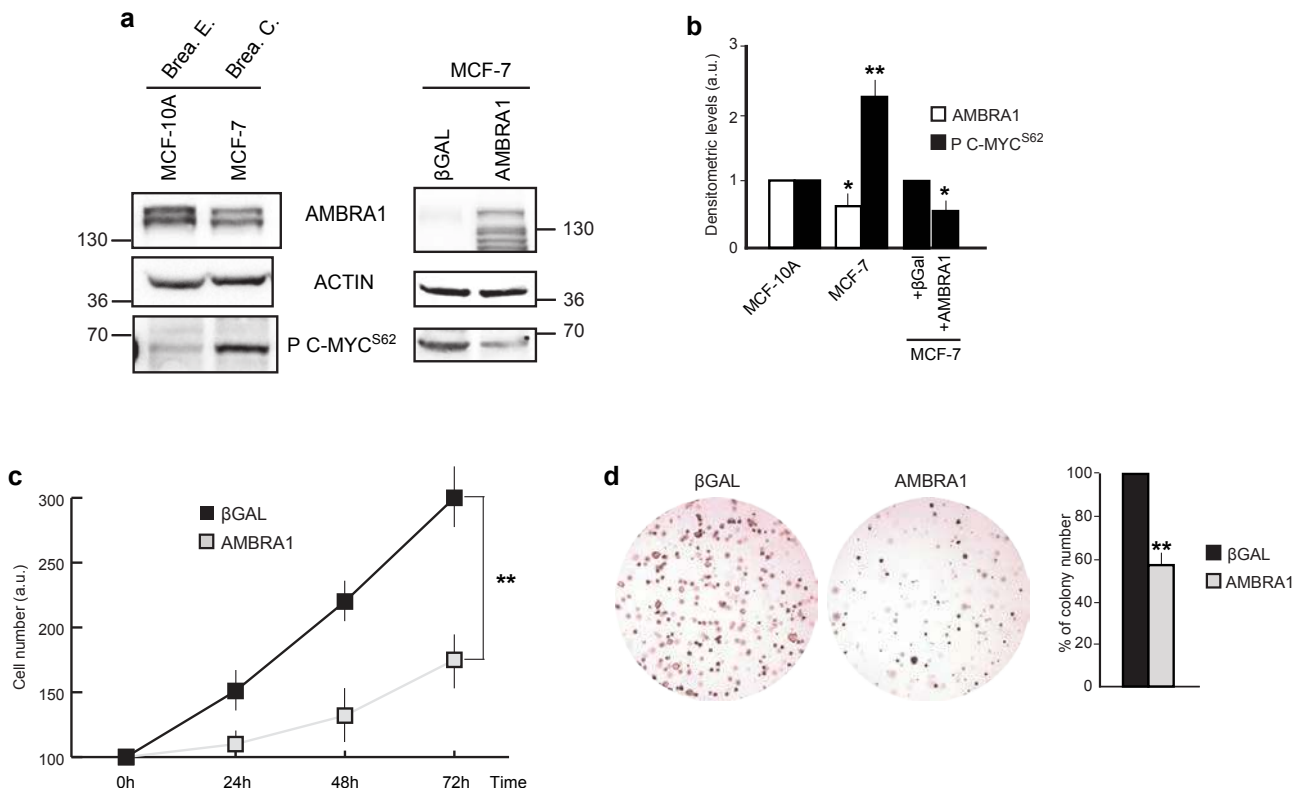 a
Brea. E.
Brea. C.
MCF-10A
MCF-7
MCF-7
βGAL
AMBRA1
AMBRA1
130
130
ACTIN
36
36
70
P C-MYCS62
70
b
Densitometric levels (a.u.)
3
2
1
0
**
*
*
AMBRA1
P C-MYCS62
MCF-10A
MCF-7
+βGal
+AMBRA1
MCF-7
c
Cell number (a.u.)
300
250
200
150
100
βGAL
AMBRA1
**
0h 24h 48h 72h Time
d
βGAL AMBRA1
% of colony number
100
80
60
40
20
0
**
βGAL
AMBRA1